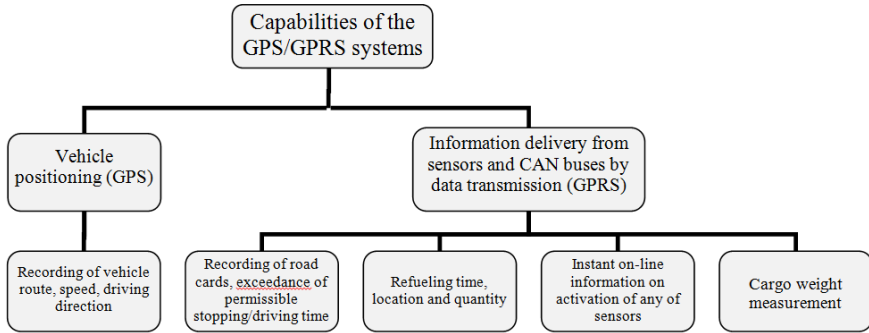 Capabilities of the
GPS/GPRS systems
Vehicle
positioning (GPS)
Information delivery from
sensors and CAN buses by
data transmission (GPRS)
Recording of vehicle
route, speed, driving
direction
Recording of road
cards, exceedance of
permissible
stopping/driving time
Refueling time,
location and quantity
Instant on-line
information on
activation of any of
sensors
Cargo weight
measurement